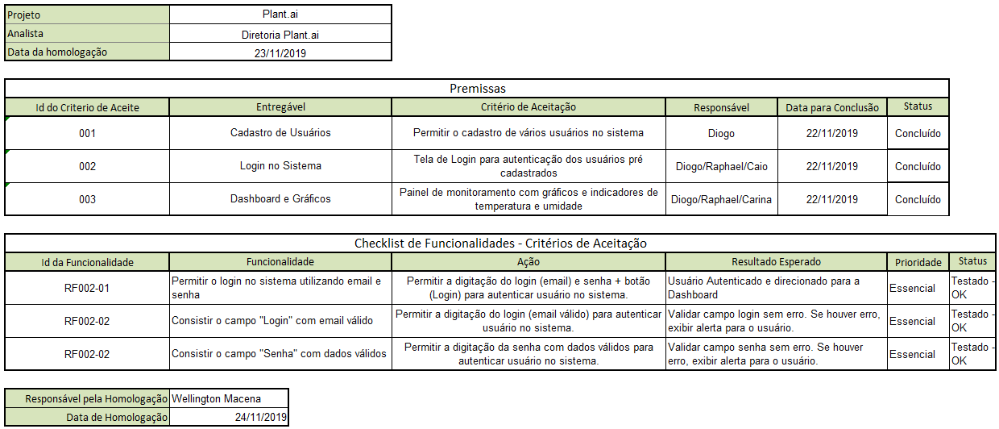 Projeto Plant.ai
Analista Diretoria Plant.ai
Data da homologação 23/11/2019
Premissas
Id do Criterio de Aceite Entregável Critério de Aceitação Responsável Data para Conclusão Status
001 Cadastro de Usuários Permitir o cadastro de vários usuários no sistema Diogo 22/11/2019 Concluído
002 Login no Sistema Tela de Login para autenticação dos usuários pré
cadastrados Diogo/Raphael/Caio 22/11/2019 Concluído
003 Dashboard e Gráficos Painel de monitoramento com gráficos e indicadores de
temperatura e umidade Diogo/Raphael/Carina 22/11/2019 Concluído
Checklist de Funcionalidades - Critérios de Aceitação
Id da Funcionalidade Funcionalidade Ação Resultado Esperado Prioridade Status
RF002-01 Permitir o login no sistema utilizando email e
senha Permitir a digitação do login (email) e senha + botão
(Login) para autenticar usuário no sistema. Usuário Autenticado e direcionado para a
Dashboard Essencial Testado -
OK
RF002-02 Consistir o campo "Login" com email válido Permitir a digitação do login (email válido) para autenticar
usuário no sistema. Validar campo login sem erro. Se houver erro,
exibir alerta para o usuário. Essencial Testado -
OK
RF002-02 Consistir o campo "Senha" com dados válidos Permitir a digitação da senha com dados válidos para
autenticar usuário no sistema. Validar campo senha sem erro. Se houver
erro, exibir alerta para o usuário. Essencial Testado -
OK
Responsável pela Homologação Wellington Macena
Data de Homologação 24/11/2019